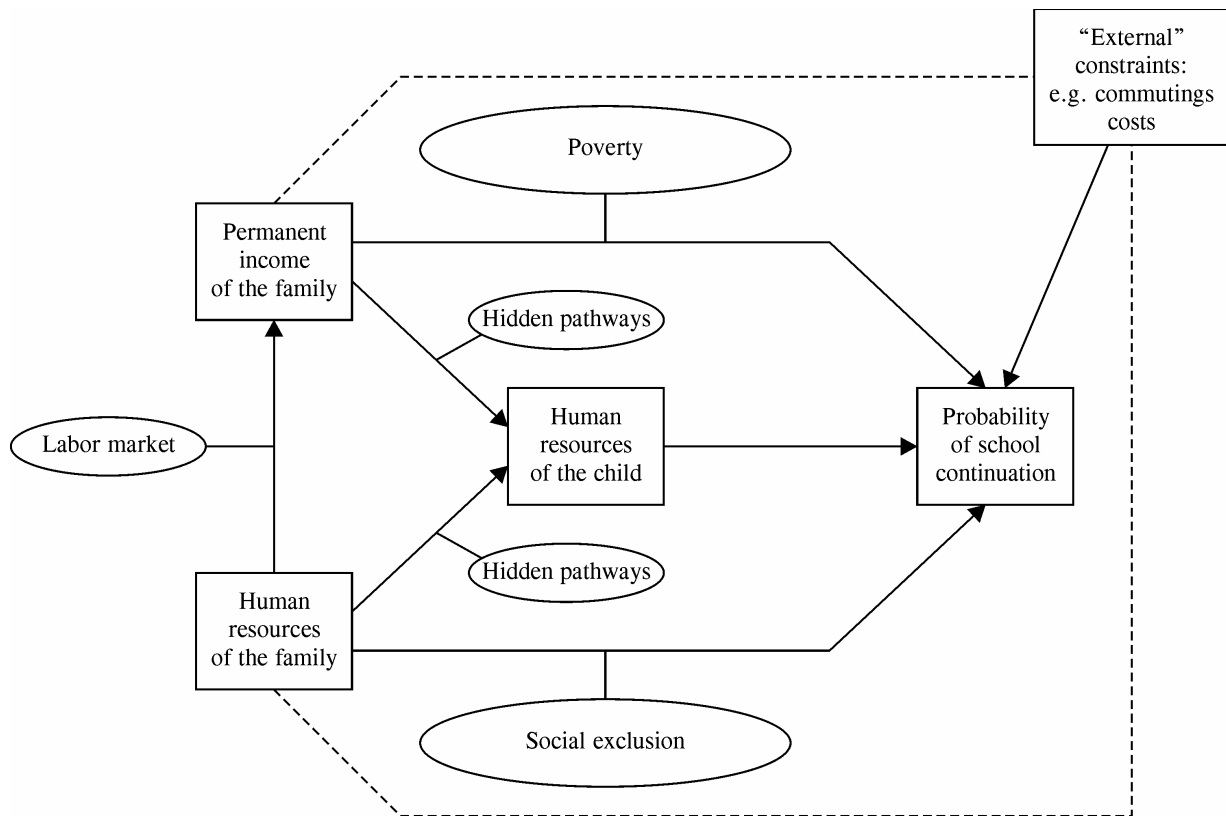 “External”
constraints:
e.g. commutings
costs
Poverty
Permanent
income
of the family
Hidden pathways
Human
resources
of the child
Probability
of school
continuation
Labor market
Hidden pathways
Human
resources
of the family
Social exclusion